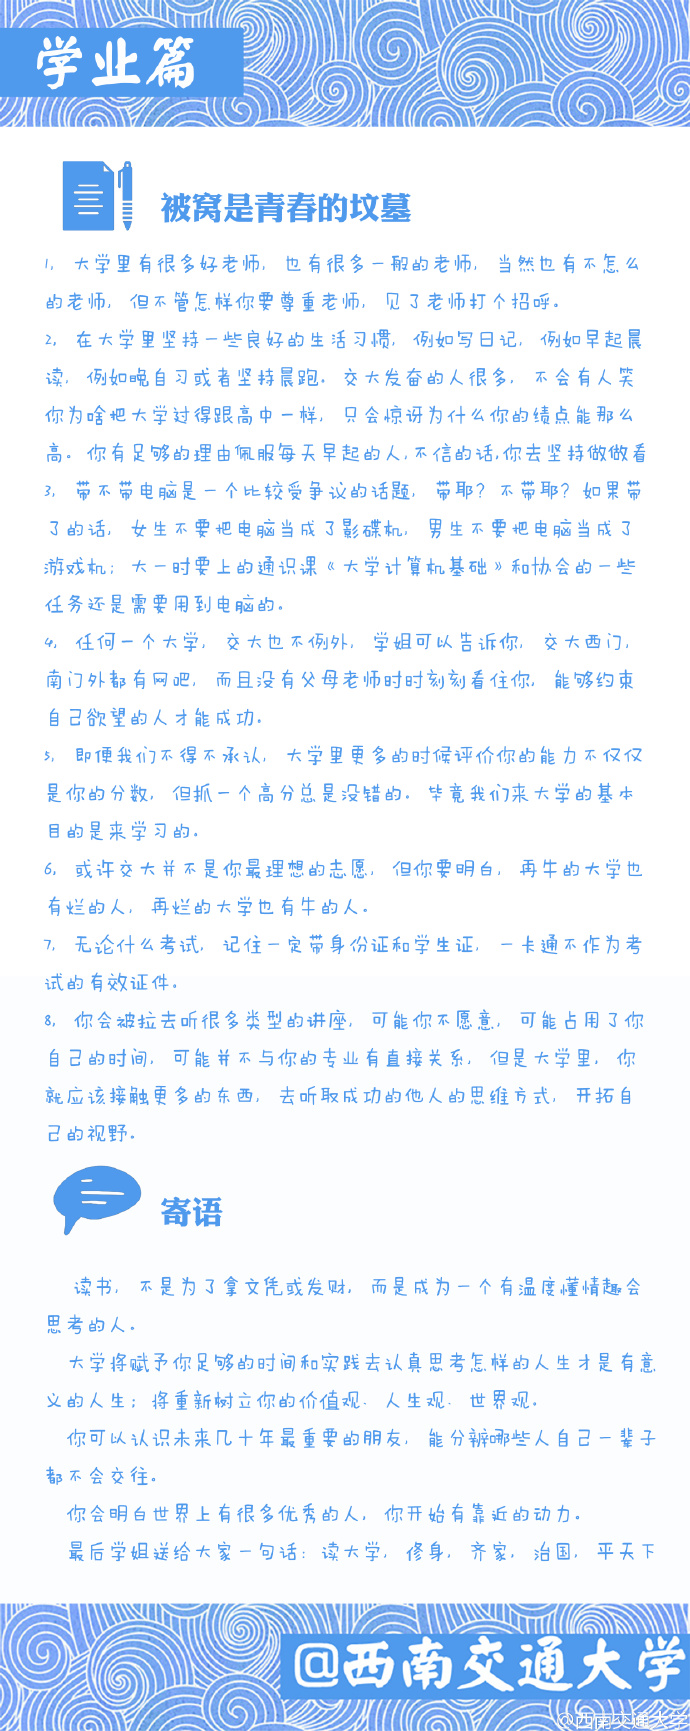 学业篇
被窝是青春的坟墓
1, 大学里有很多好老师, 也有很多一般的老师, 当然也有不怎么
的老师, 但不管怎样你要尊重老师, 见了老师打个招呼。
2, 在大学里坚持一些良好的生活习惯, 例如写日记, 例如早起晨
读, 例如晚自习或者坚持晨跑。交大发奋的人很多, 不会有人笑
你为啥把大学过得跟高中一样, 只会惊讶为什么你的绩点能那么
高。你有足够的理由佩服每天早起的人,不信的话,你去坚持做做看
3, 带不带电脑是一个比较受争议的话题, 带耶? 不带耶? 如果带
了的话, 女生不要把电脑当成了影碟机, 男生不要把电脑当成了
游戏机; 大一时要上的通识课《大学计算机基础》和协会的一些
任务还是需要用到电脑的。
4, 任何一个大学, 交大也不例外, 学姐可以告诉你, 交大西门,
南门外都有网吧, 而且没有父母老师时时刻刻看住你, 能够约束
自己欲望的人才能成功。
5, 即便我们不得不承认, 大学里更多的时候评价你的能力不仅仅
是你的分数, 但抓一个高分总是没错的。毕竟我们来大学的基本
目的是来学习的。
6, 或许交大并不是你最理想的志愿, 但你要明白, 再牛的大学也
有烂的人, 再烂的大学也有牛的人。
7, 无论什么考试, 记住一定带身份证和学生证, 一卡通不作为考
试的有效证件。
8, 你会被拉去听很多类型的讲座, 可能你不愿意, 可能占用了你
自己的时间, 可能并不与你的专业有直接关系, 但是大学里, 你
就应该接触更多的东西, 去听取成功的他人的思维方式, 开拓自
己的视野。
寄语
读书, 不是为了拿文凭或发财, 而是成为一个有温度懂情趣会
思考的人。
大学将赋予你足够的时间和实践去认真思考怎样的人生才是有意
义的人生; 将重新树立你的价值观、人生观、世界观。
你可以认识未来几十年最重要的朋友, 能分辨哪些人自己一辈子
都不会交往。
你会明白世界上有很多优秀的人, 你开始有靠近的动力。
最后学姐送给大家一句话: 读大学, 修身, 齐家, 治国, 平天下
@西南交通大学
@西南交通大学